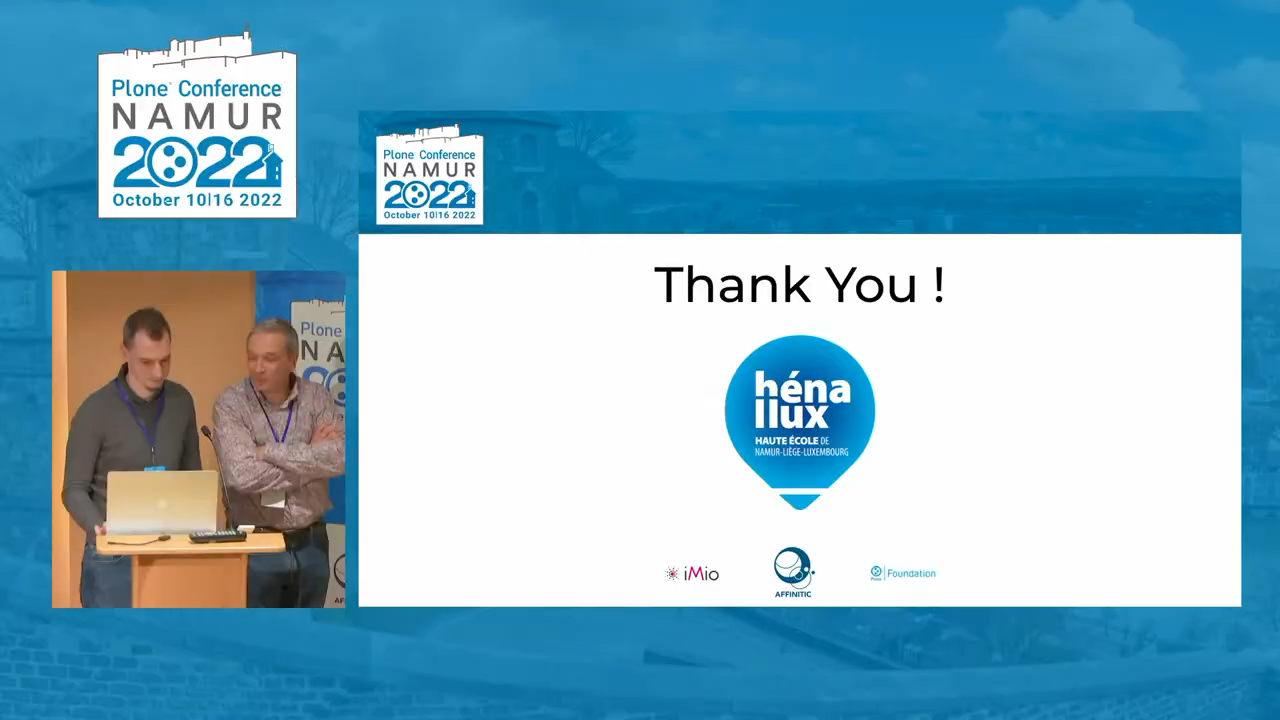 Plone Conference
NAMUR
2022
October 10|16 2022
Plone Conference
NAMUR
2022
October 10|16 2022
Thank You !
héna
llux
HAUTE ÉCOLE DE
NAMUR-LIÈGE-LUXEMBOURG
Plone
NA
iMio
AFFINITIC
Plone
Foundation